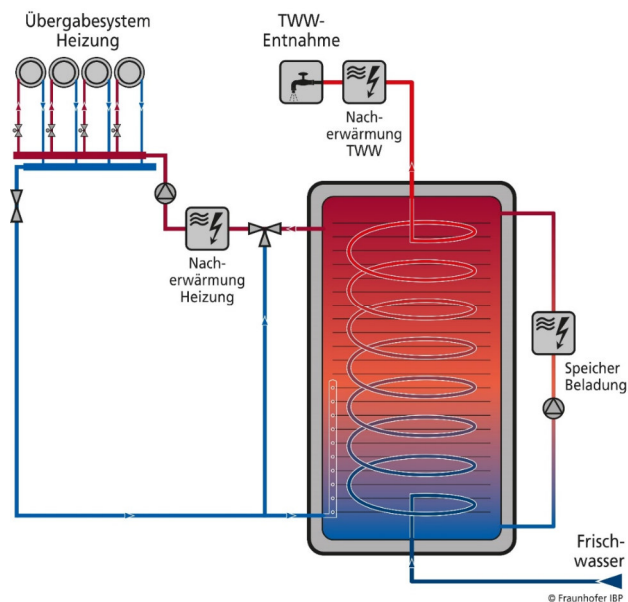 Übergabesystem
Heizung
TWW-
Entnahme
Nach-
erwärmung
TWW
Nach-
erwärmung
Heizung
Speicher
Beladung
Frisch-
wasser
© Fraunhofer IBP